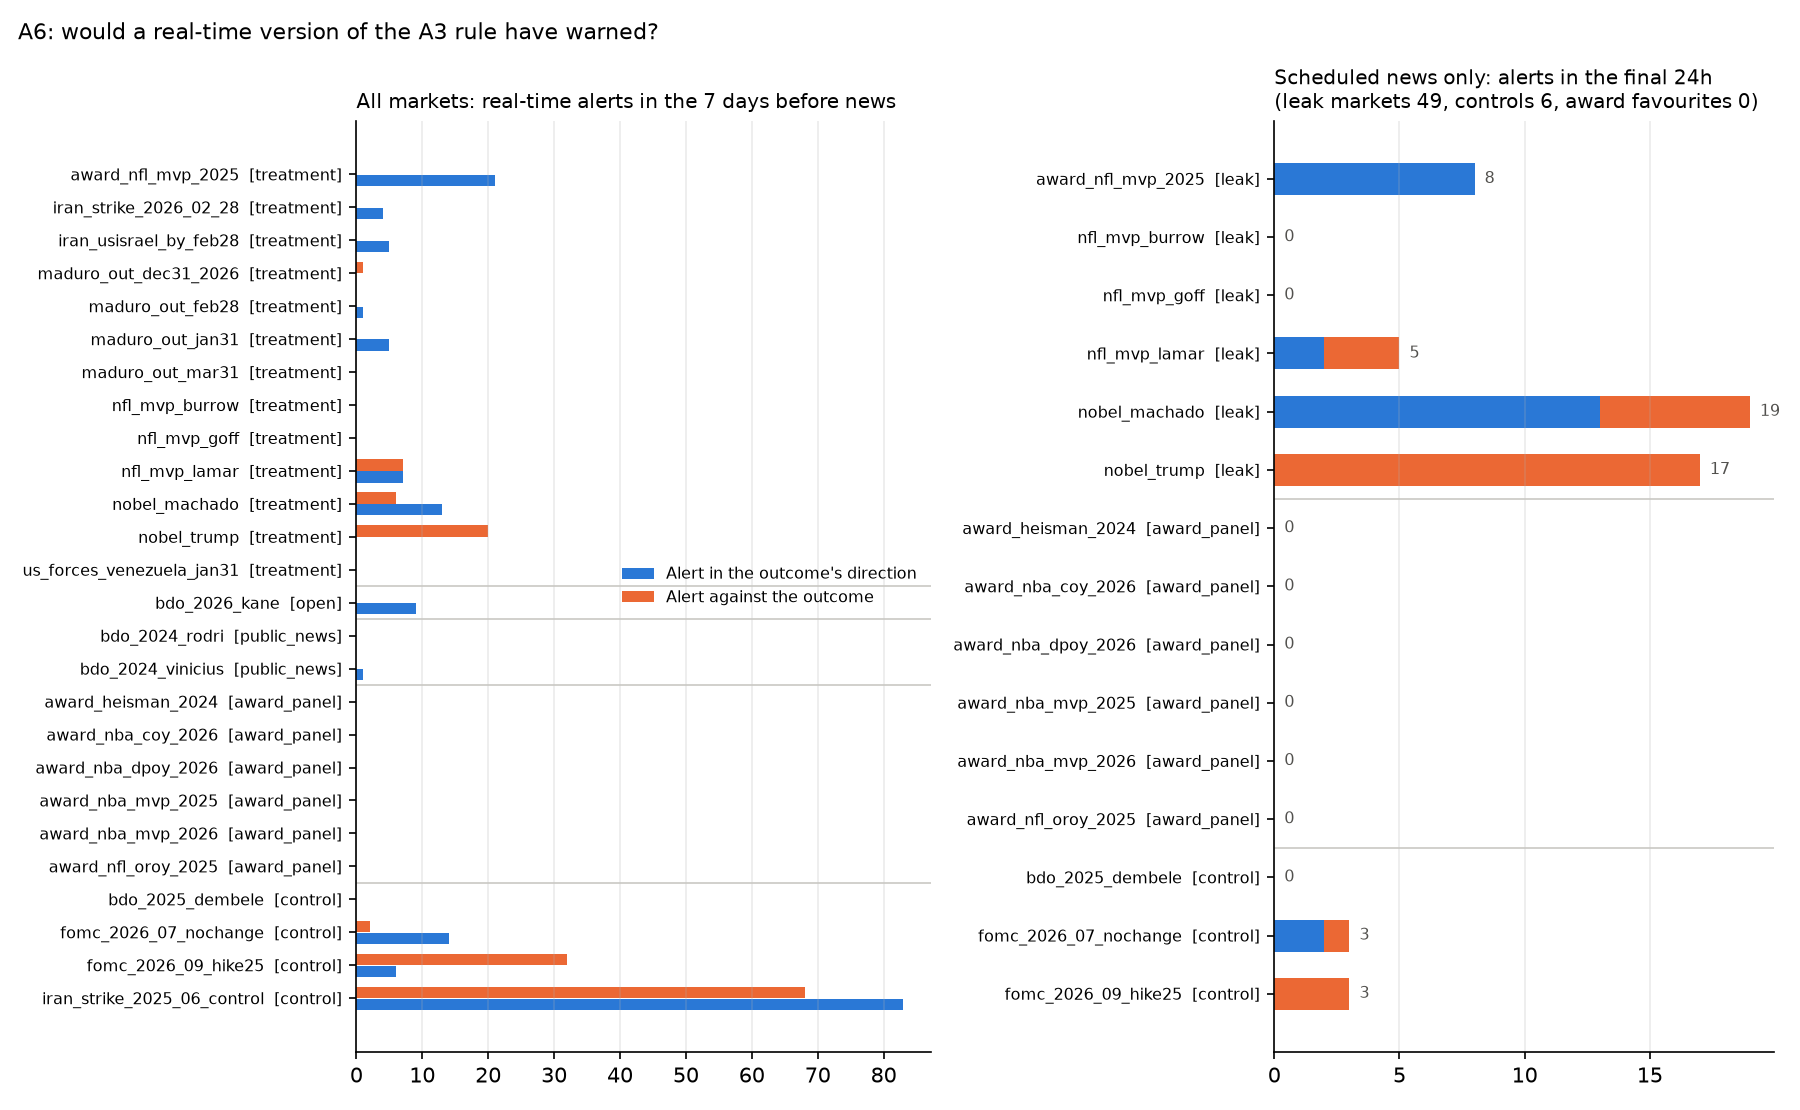 A6: would a real-time version of the A3 rule have warned?
All markets: real-time alerts in the 7 days before news
award_nfl_mvp_2025 [treatment]
iran_strike_2026_02_28 [treatment]
iran_usisrael_by_feb28 [treatment]
maduro_out_dec31_2026 [treatment]
maduro_out_feb28 [treatment]
maduro_out_jan31 [treatment]
maduro_out_mar31 [treatment]
nfl_mvp_burrow [treatment]
nfl_mvp_goff [treatment]
nfl_mvp_lamar [treatment]
nobel_machado [treatment]
nobel_trump [treatment]
us_forces_venezuela_jan31 [treatment]
bdo_2026_kane [open]
bdo_2024_rodri [public_news]
bdo_2024_vinicius [public_news]
award_heisman_2024 [award_panel]
award_nba_coy_2026 [award_panel]
award_nba_dpoy_2026 [award_panel]
award_nba_mvp_2025 [award_panel]
award_nba_mvp_2026 [award_panel]
award_nfl_oroy_2025 [award_panel]
bdo_2025_dembele [control]
fomc_2026_07_nochange [control]
fomc_2026_09_hike25 [control]
iran_strike_2025_06_control [control]
0 10 20 30 40 50 60 70 80
Alert in the outcome's direction
Alert against the outcome
Scheduled news only: alerts in the final 24h
(leak markets 49, controls 6, award favourites 0)
award_nfl_mvp_2025 [leak] 8
nfl_mvp_burrow [leak] 0
nfl_mvp_goff [leak] 0
nfl_mvp_lamar [leak] 5
nobel_machado [leak] 19
nobel_trump [leak] 17
award_heisman_2024 [award_panel] 0
award_nba_coy_2026 [award_panel] 0
award_nba_dpoy_2026 [award_panel] 0
award_nba_mvp_2025 [award_panel] 0
award_nba_mvp_2026 [award_panel] 0
award_nfl_oroy_2025 [award_panel] 0
bdo_2025_dembele [control] 0
fomc_2026_07_nochange [control] 3
fomc_2026_09_hike25 [control] 3
0 5 10 15